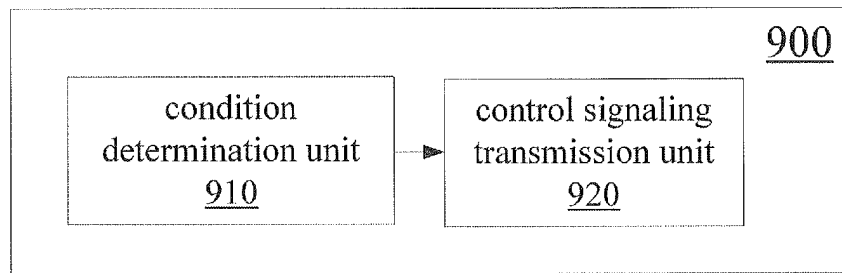 900
condition
determination unit
910
control signaling
transmission unit
920